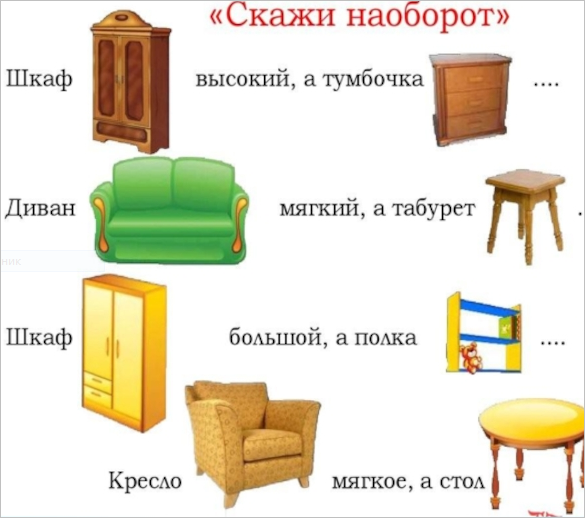 «Скажи наоборот»
Шкаф высокий, а тумбочка ....
Диван мягкий, а табурет .
Шкаф большой, а полка ....
Кресло мягкое, а стол